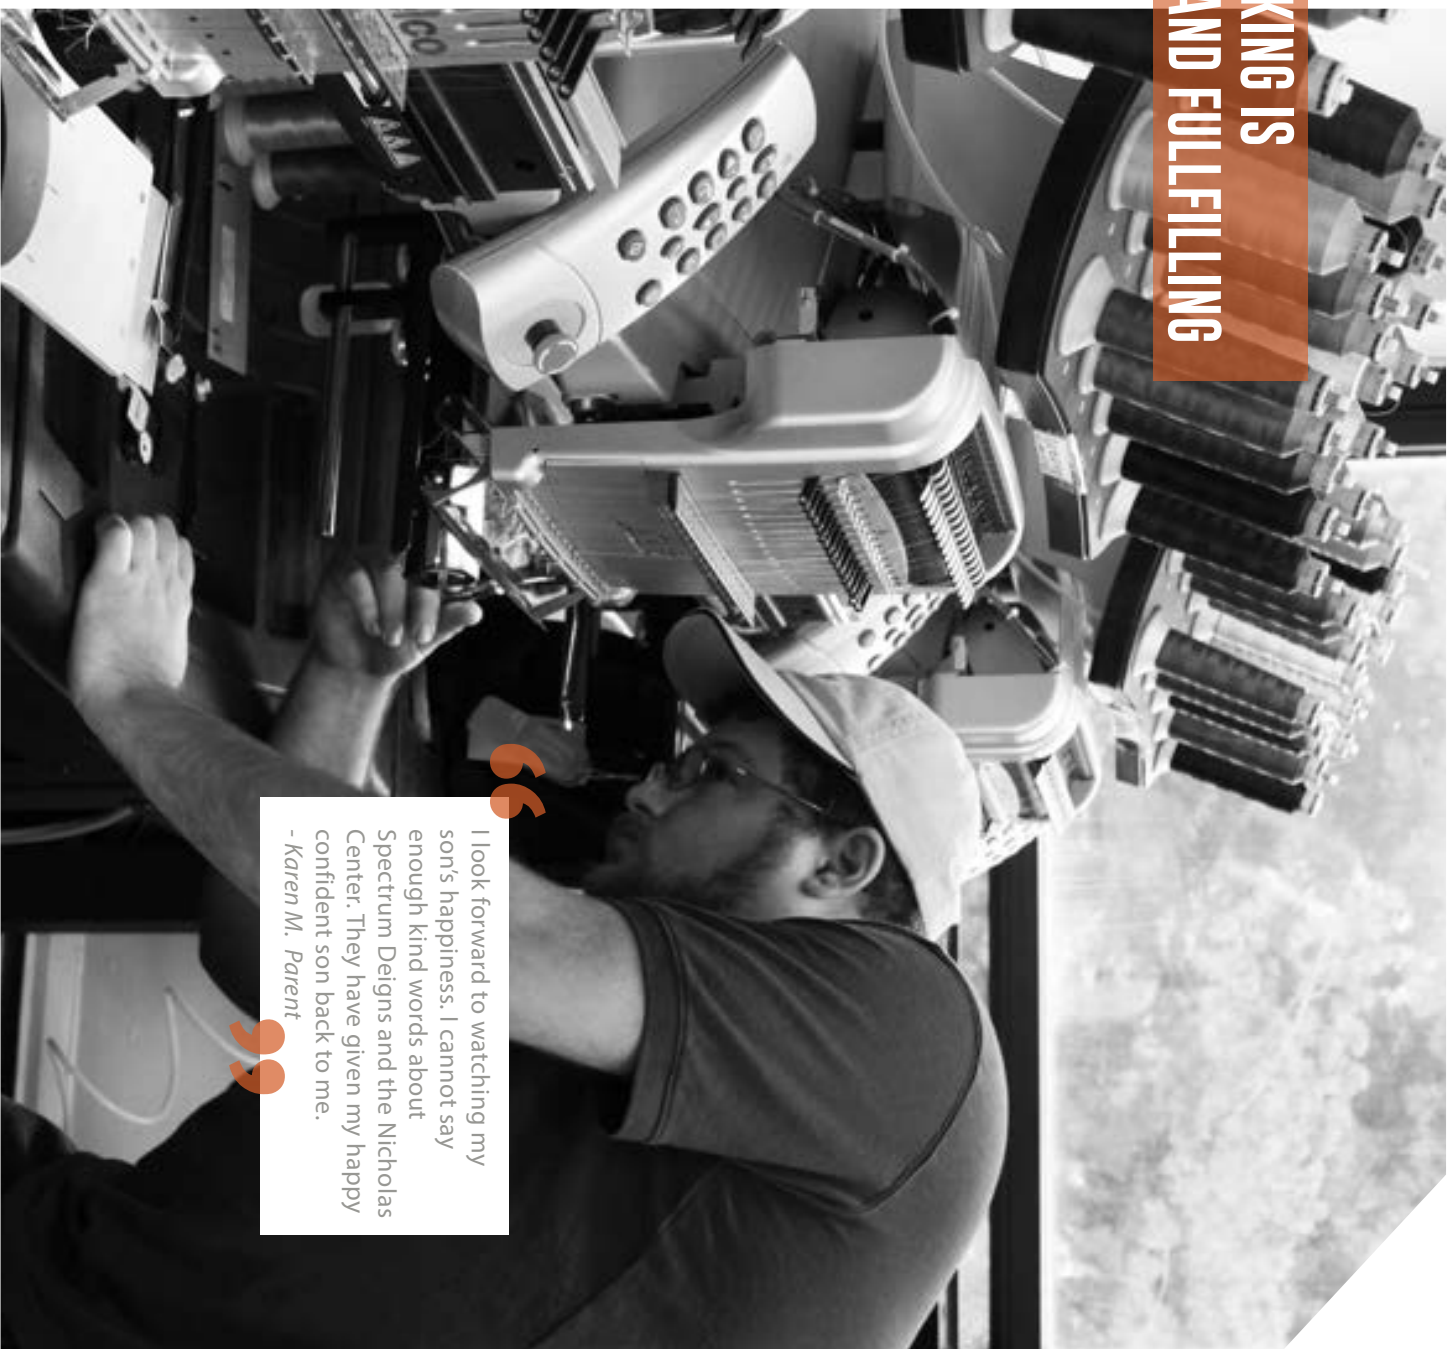 KING IS
AND FULLFILLING
I look forward to watching my
son's happiness. I cannot say
enough kind words about
Spectrum Deigns and the Nicholas
Center. They have given my happy
confident son back to me.
- Karen M. Parent
CO